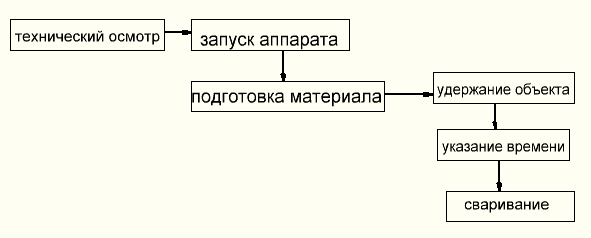 технический осмотр
запуск аппарата
подготовка материала
удержание объекта
указание времени
сваривание